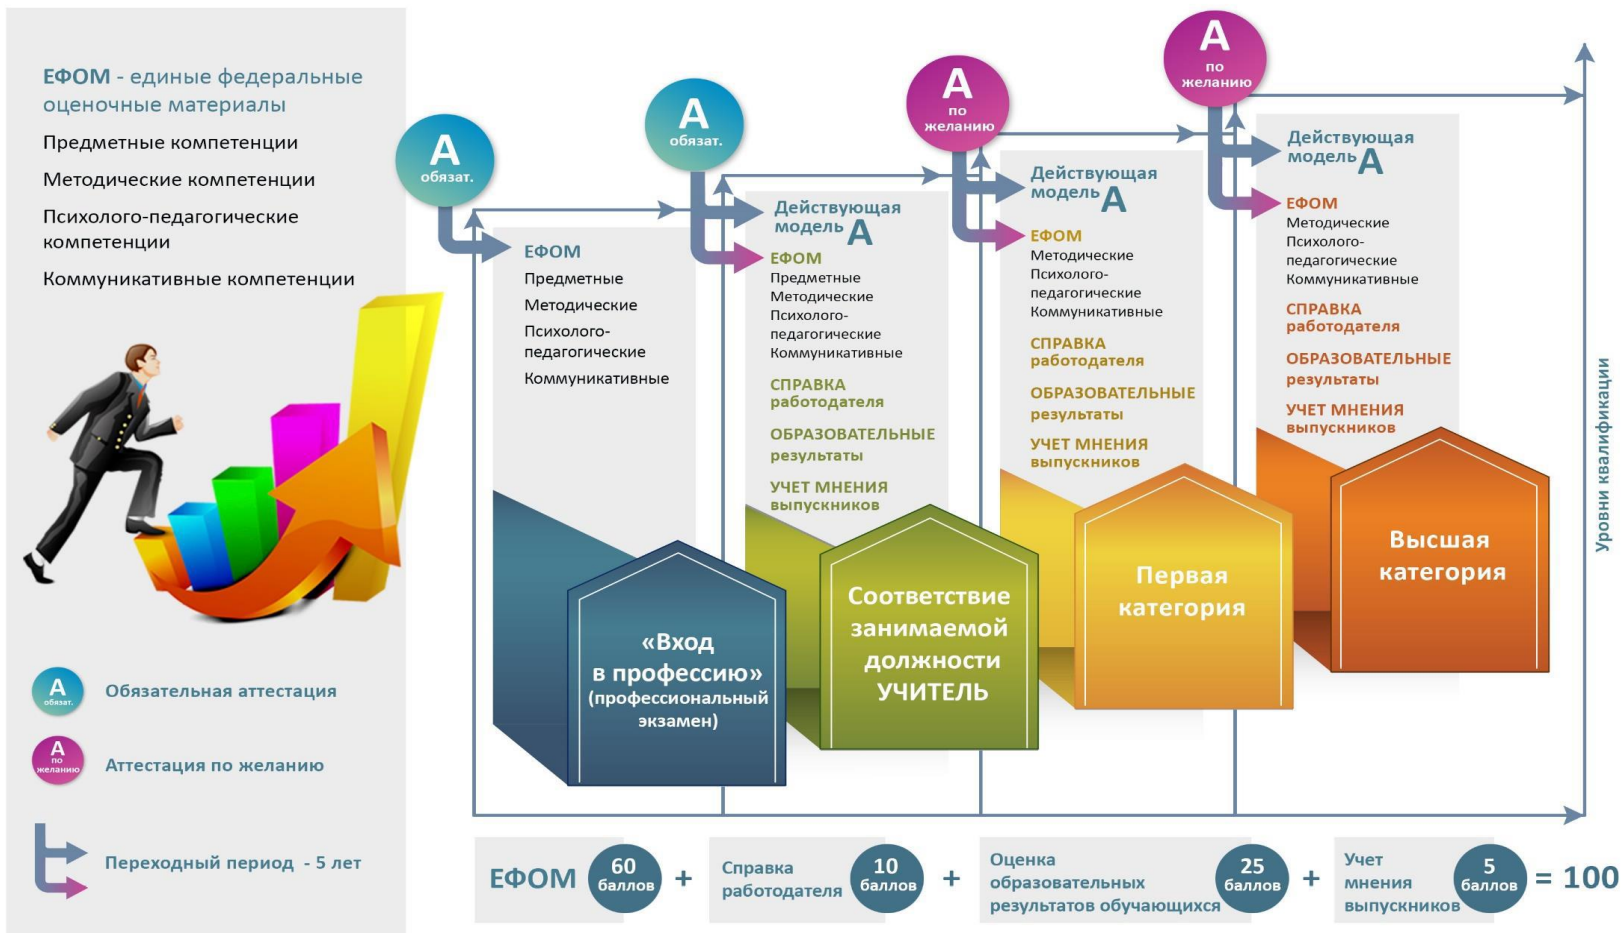 ЕФОМ - единые федеральные
оценочные материалы
Предметные компетенции
Методические компетенции
Психолого-педагогические
компетенции
Коммуникативные компетенции
А
обязат.
Обязательная аттестация
А
по
желанию
Аттестация по желанию
Переходный период - 5 лет
А
обязат.
ЕФОМ
Предметные
Методические
Психолого-
педагогические
Коммуникативные
«Вход
в профессию»
(профессиональный
экзамен)
А
обязат.
Действующая
модель А
ЕФОМ
Предметные
Методические
Психолого-
педагогические
Коммуникативные
СПРАВКА
работодателя
ОБРАЗОВАТЕЛЬНЫЕ
результаты
УЧЕТ МНЕНИЯ
выпускников
Соответствие
занимаемой
должности
УЧИТЕЛЬ
А
по
желанию
Действующая
модель А
ЕФОМ
Методические
Психолого-
педагогические
Коммуникативные
СПРАВКА
работодателя
ОБРАЗОВАТЕЛЬНЫЕ
результаты
УЧЕТ МНЕНИЯ
выпускников
Первая
категория
А
по
желанию
Действующая
модель А
ЕФОМ
Методические
Психолого-
педагогические
Коммуникативные
СПРАВКА
работодателя
ОБРАЗОВАТЕЛЬНЫЕ
результаты
УЧЕТ МНЕНИЯ
выпускников
Высшая
категория
Уровни квалификации
ЕФОМ
60
баллов
+
Справка
работодателя
10
баллов
+
Оценка
образовательных
результатов обучающихся
25
баллов
+
Учет
мнения
выпускников
5
баллов
= 100